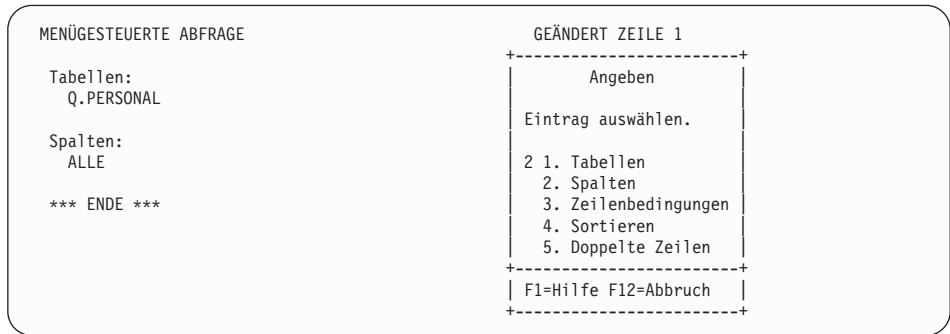 MENÜGESTEUERTE ABFRAGE GEÄNDERT ZEILE 1
+-------------------------+
Tabellen: | Angeben |
Q.PERSONAL | |
| Eintrag auswählen. |
Spalten: | |
ALLE | 2 1. Tabellen |
| 2. Spalten |
*** ENDE *** | 3. Zeilenbedingungen |
| 4. Sortieren |
| 5. Doppelte Zeilen |
+-------------------------+
| F1=Hilfe F12=Abbruch |
+-------------------------+